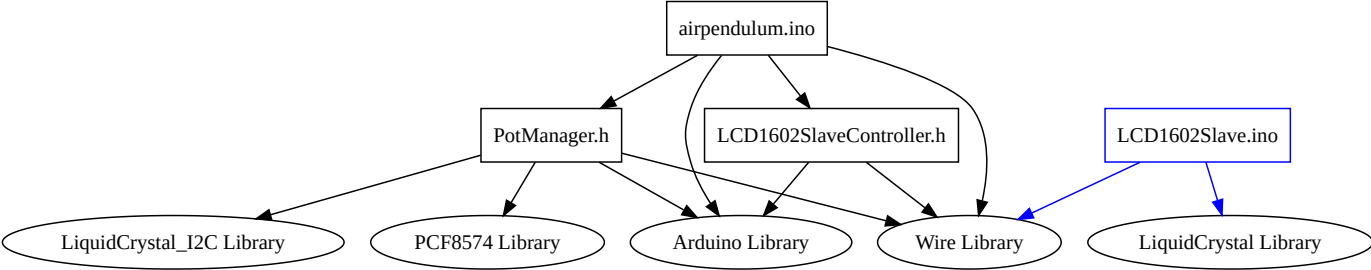 airpendulum.ino
PotManager.h
LCD1602SlaveController.h
LCD1602Slave.ino
LiquidCrystal_I2C Library
PCF8574 Library
Arduino Library
Wire Library
LiquidCrystal Library